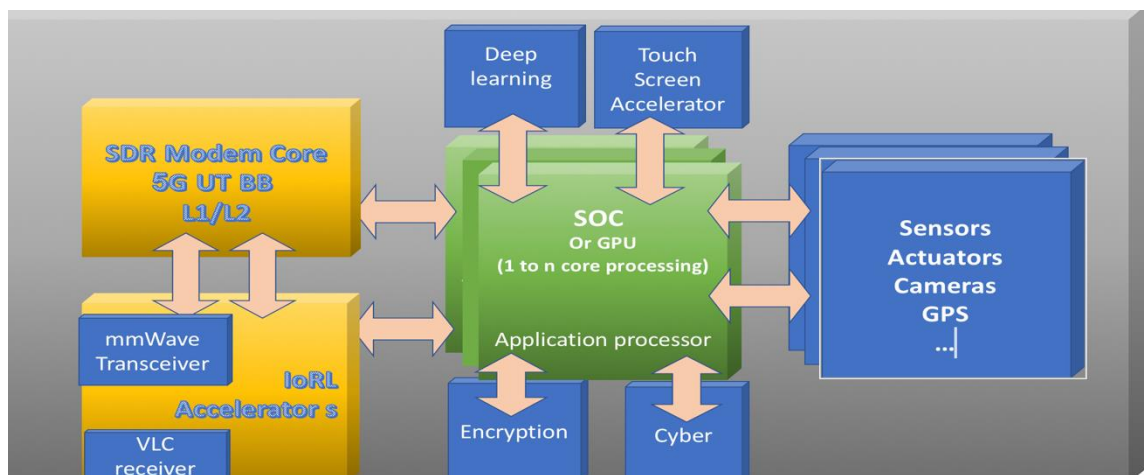 Deep
learning
Touch
Screen
Accelerator
SDR Modem Core
5G UT BB
L1/L2
SOC
Or GPU
(1 to n core processing)
Application processor
Sensors
Actuators
Cameras
GPS
...
mmWave
Transceiver
IoRL
Accelerator s
VLC
receiver
Encryption
Cyber